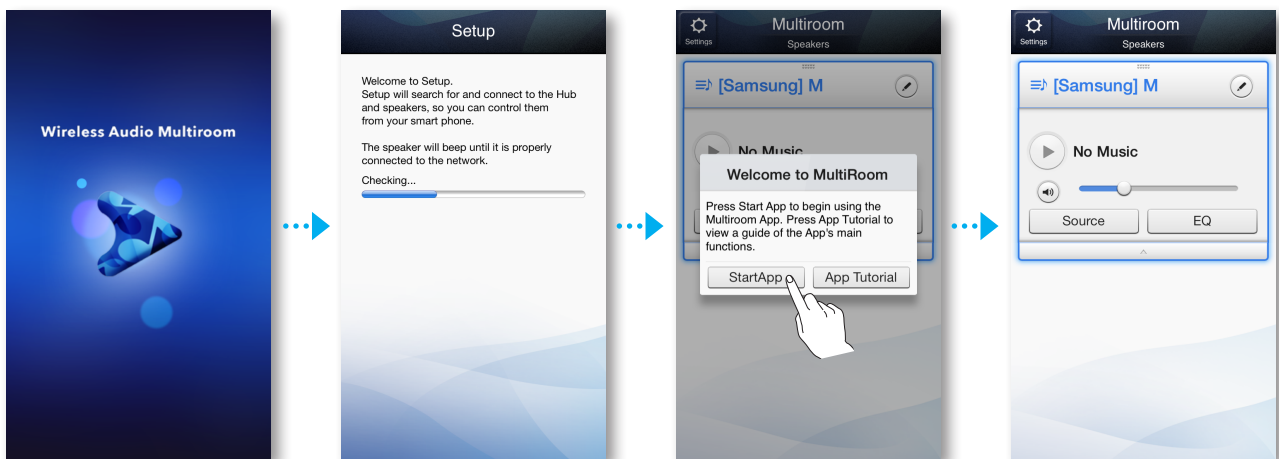 Wireless Audio Multiroom
Setup
Welcome to Setup.
Setup will search for and connect to the Hub
and speakers, so you can control them
from your smart phone.
The speaker will beep until it is properly
connected to the network.
Checking...
Settings
Multiroom
Speakers
[Samsung] M
No Music
Welcome to MultiRoom
Press Start App to begin using the
Multiroom App. Press App Tutorial to
view a guide of the App's main
functions.
StartApp
App Tutorial
Settings
Multiroom
Speakers
[Samsung] M
No Music
Source
EQ